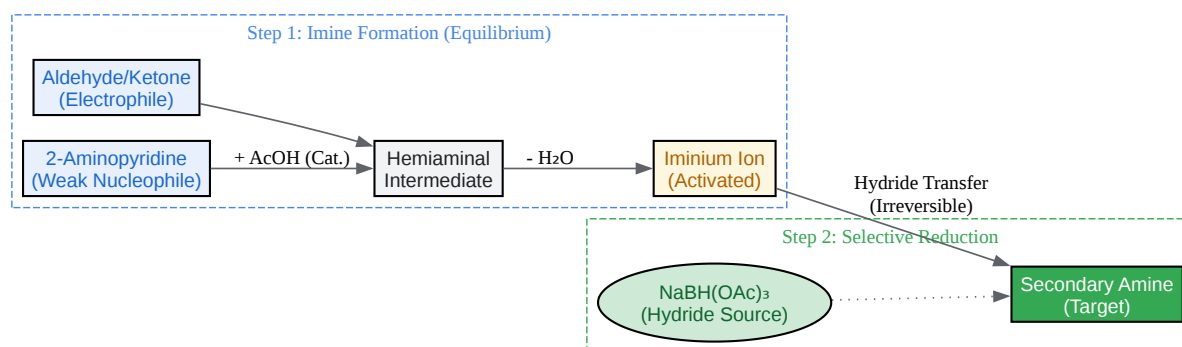 Step 1: Imine Formation (Equilibrium)
Aldehyde/Ketone
(Electrophile)
2-Aminopyridine
(Weak Nucleophile)
+ AcOH (Cat.)
Hemiaminal
Intermediate
- H₂O
Iminium Ion
(Activated)
Hydride Transfer
(Irreversible)
Step 2: Selective Reduction
NaBH(OAc)₃
(Hydride Source)
Secondary Amine
(Target)